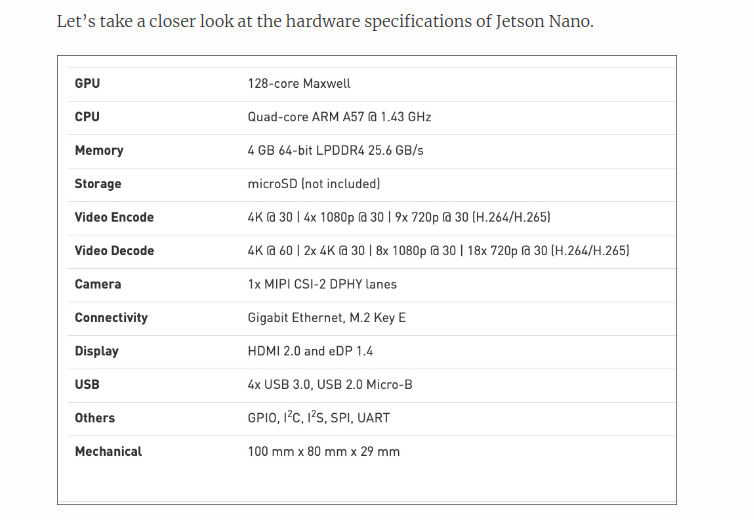 Let’s take a closer look at the hardware specifications of Jetson Nano.
GPU 128-core Maxwell
CPU Quad-core ARM A57 @ 1.43 GHz
Memory 4 GB 64-bit LPDDR4 25.6 GB/s
Storage microSD (not included)
Video Encode 4K @ 30 | 4x 1080p @ 30 | 9x 720p @ 30 (H.264/H.265)
Video Decode 4K @ 60 | 2x 4K @ 30 | 8x 1080p @ 30 | 18x 720p @ 30 (H.264/H.265)
Camera 1x MIPI CSI-2 DPHY lanes
Connectivity Gigabit Ethernet, M.2 Key E
Display HDMI 2.0 and eDP 1.4
USB 4x USB 3.0, USB 2.0 Micro-B
Others GPIO, I²C, I²S, SPI, UART
Mechanical 100 mm x 80 mm x 29 mm